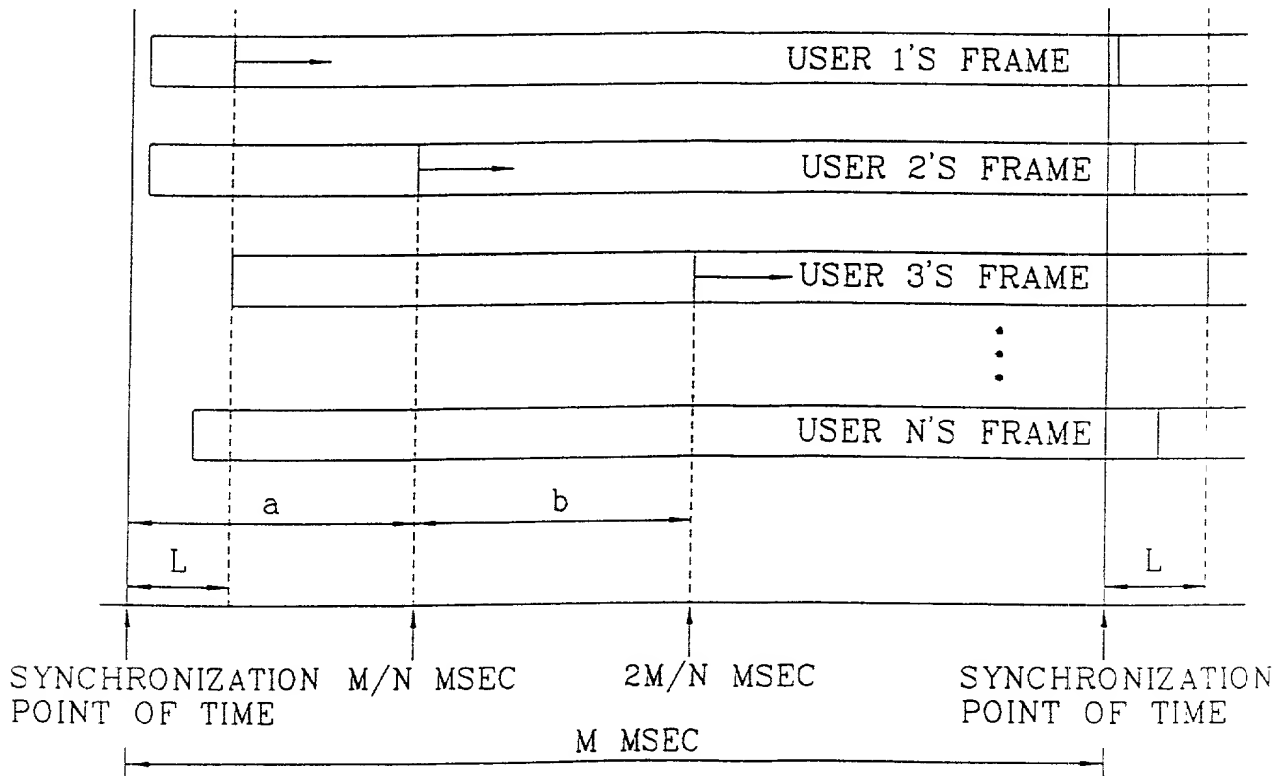 USER 1'S FRAME
USER 2'S FRAME
USER 3'S FRAME
USER N'S FRAME
a
b
L
L
SYNCHRONIZATION POINT OF TIME
M/N MSEC
2M/N MSEC
SYNCHRONIZATION POINT OF TIME
M MSEC